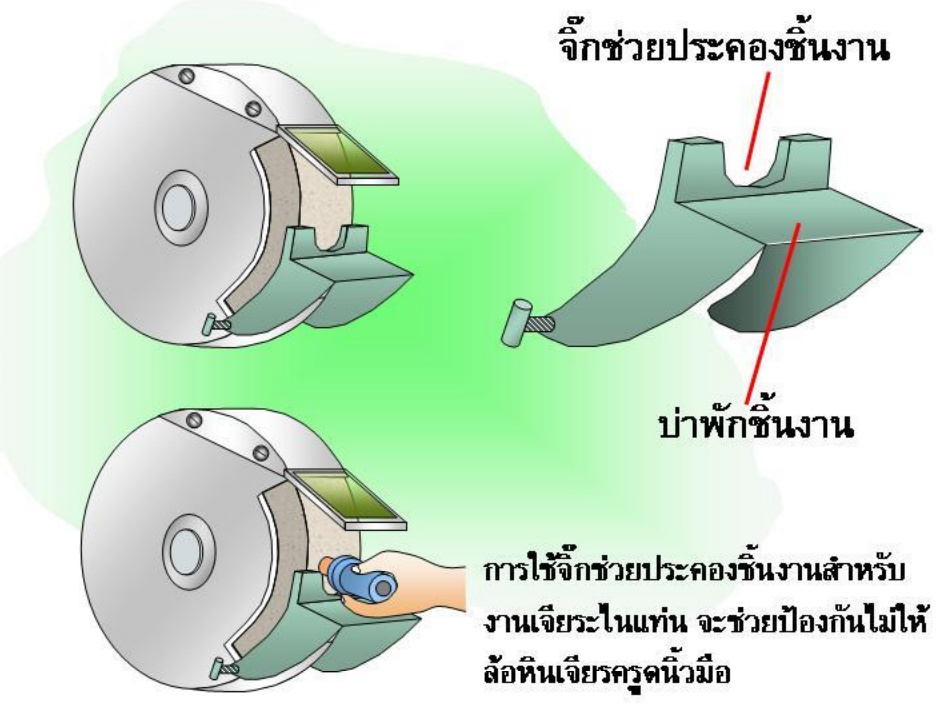 จิ๊กช่วยประคองชิ้นงาน
บ่าพักชิ้นงาน
การใช้จิ๊กช่วยประคองชิ้นงานสำหรับ
งานเจียระไนแท่น จะช่วยป้องกันไม่ให้
ล้อหินเจียรครูดนิ้วมือ